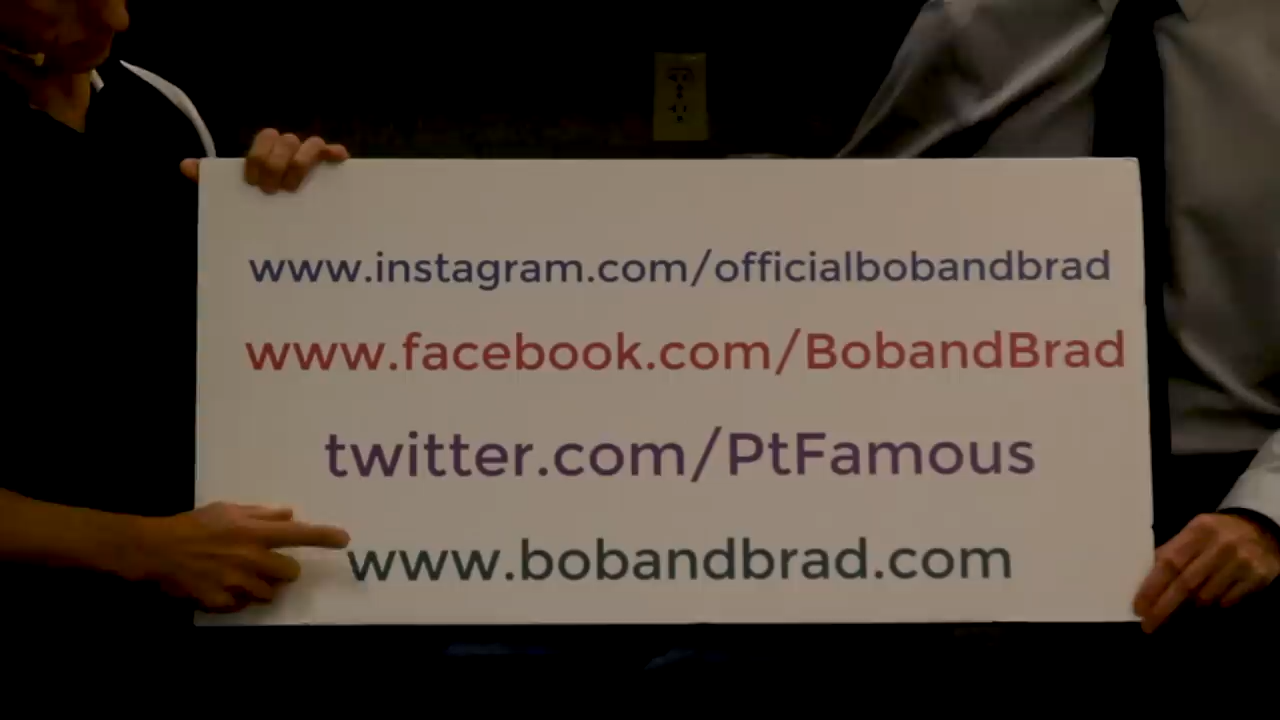 www.instagram.com/officialbobandbrad
www.facebook.com/BobandBrad
twitter.com/PtFamous
www.bobandbrad.com